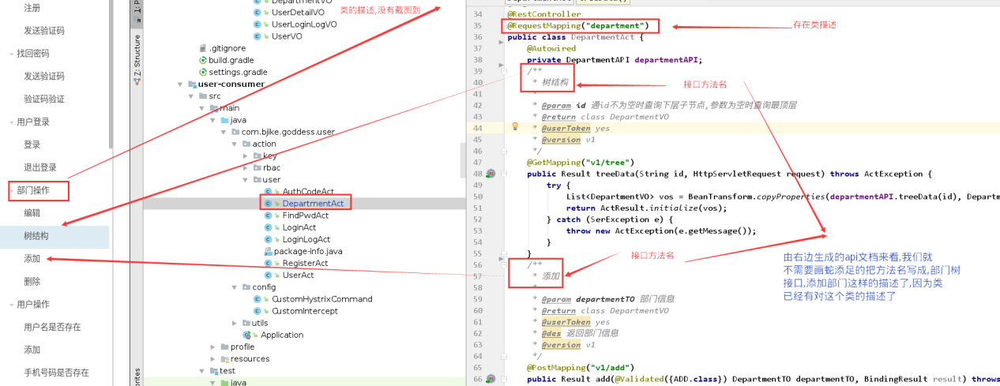 注册
发送验证码
找回密码
发送验证码
验证码验证
用户登录
登录
退出登录
部门操作
编辑
树结构
添加
删除
用户操作
用户名是否存在
添加
手机号码是否存在
7: Structure
DepartmentVO
UserDetailVO
UserLoginLogVO
UserVO
.gitignore
build.gradle
settings.gradle
user-consumer
src
main
java
com.bjike.goddess.user
action
key
rbac
user
AuthCodeAct
DepartmentAct
FindPwdAct
LoginAct
LoginLogAct
package-info.java
RegisterAct
UserAct
config
CustomHystrixCommand
CustomIntercept
utils
Application
profile
resources
test
java
类的描述,没有截图到
34 @RestController
35 @RequestMapping("department")
存在类描述
36 public class DepartmentAct {
37 @Autowired
38 private DepartmentAPI departmentAPI;
39 /**
40 * 树结构
接口方法名
41 *
42 * @param id 通id不为空时查询下层子节点,参数为空时查询最顶层
43 * @return class DepartmentVO
44 * @userToken yes
45 * @version v1
46 */
47 @GetMapping("v1/tree")
48 public Result treeData(String id, HttpServletRequest request) throws ActException {
49 try {
50 List<DepartmentVO> vos = BeanTransform.copyProperties(departmentAPI.treeData(id), Depart
51 return ActResult.initialize(vos);
52 } catch (SerException e) {
53 throw new ActException(e.getMessage());
54 }
55 }
56 /**
57 * 添加
接口方法名
58 *
59 * @param departmentTO 部门信息
60 * @return class DepartmentVO
61 * @userToken yes
62 * @des 返回部门信息
63 * @version v1
64 */
65 @PostMapping("v1/add")
66 public Result add(@Validated({ADD.class}) DepartmentTO departmentTO, BindingResult result) throws
由右边生成的api文档来看,我们就
不需要画蛇添足的把方法名写成,部门树
接口,添加部门这样的描述了,因为类
已经有对这个类的描述了